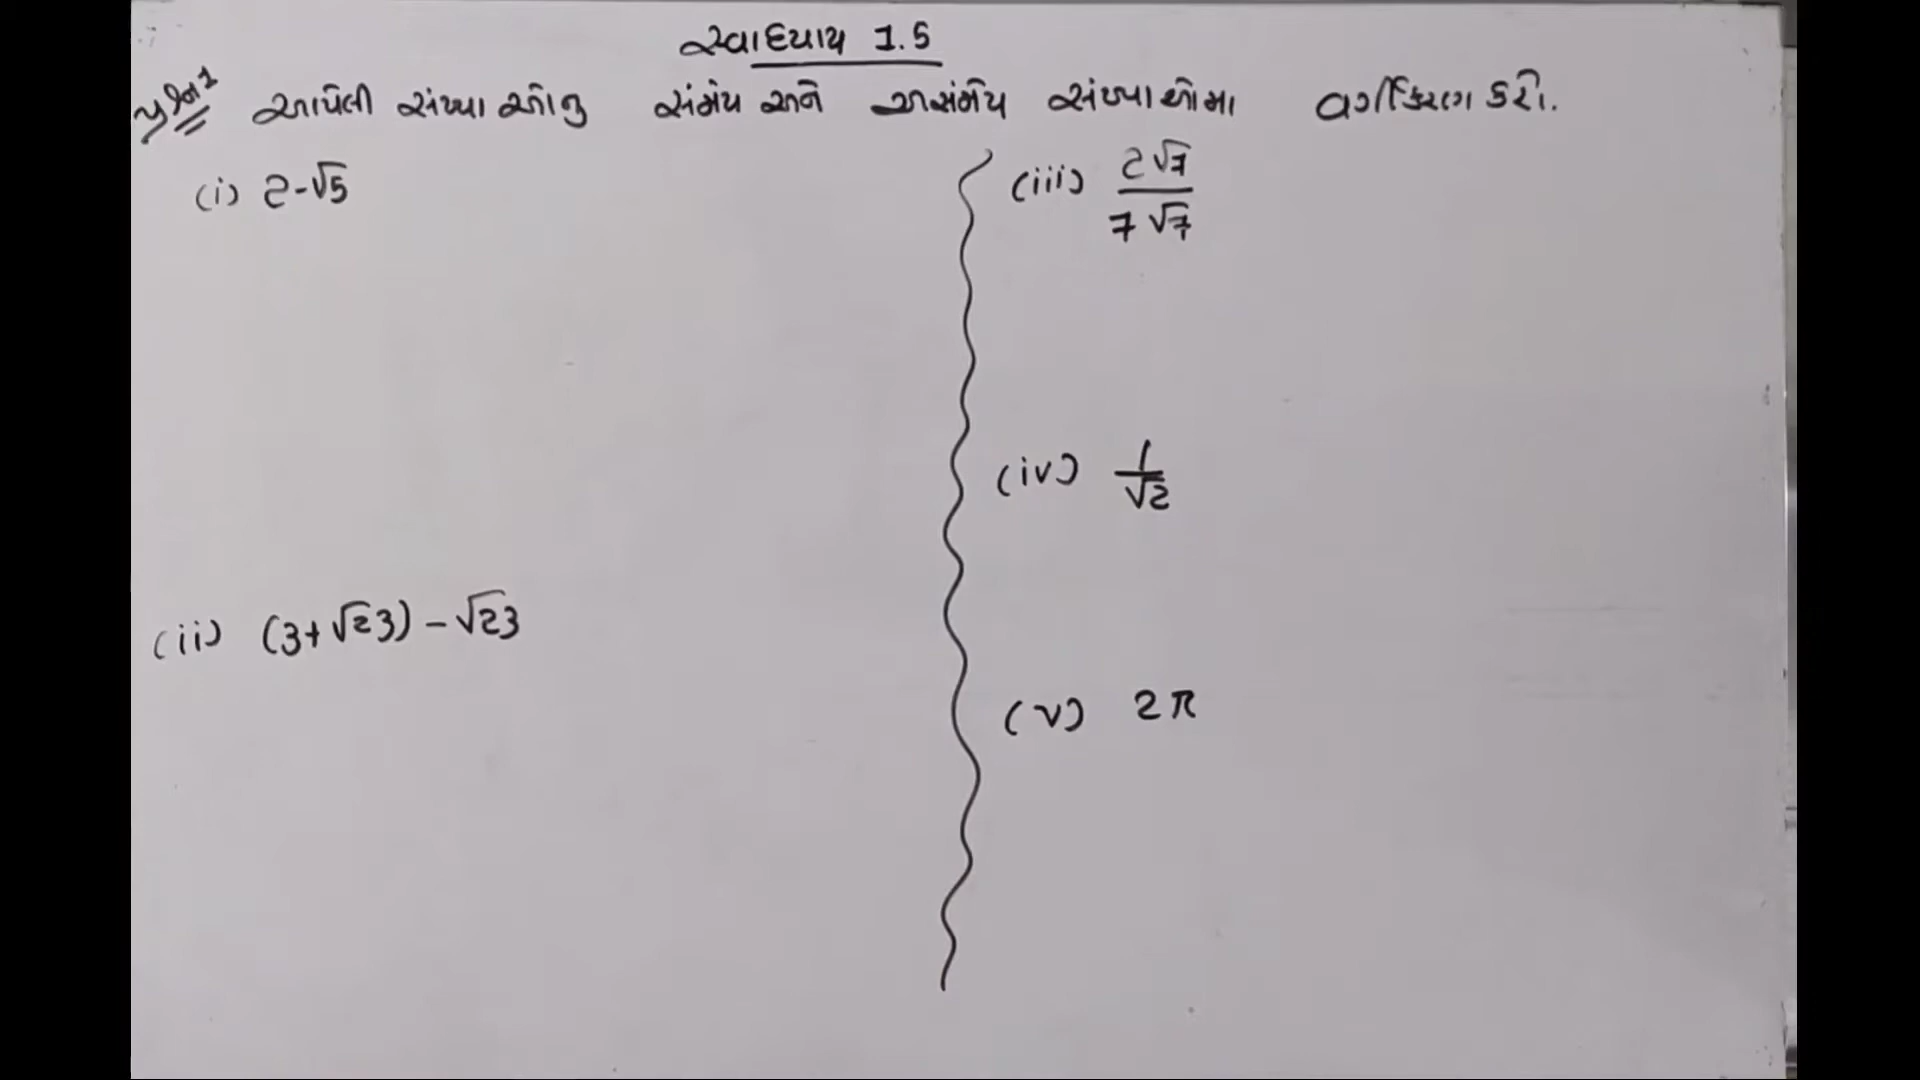 સ્વાધ્યાય 1.5
પ્રશ્ન 1 આપેલી સંખ્યા ઓનુ સંમેય અને અસંમેય સંખ્યાઓમા વર્ગીકરણ કરો.
(i) 2-√5
(ii) (3+√23) - √23
(iii) 2√7 / 7√7
(iv) 1/√2
(v) 2π